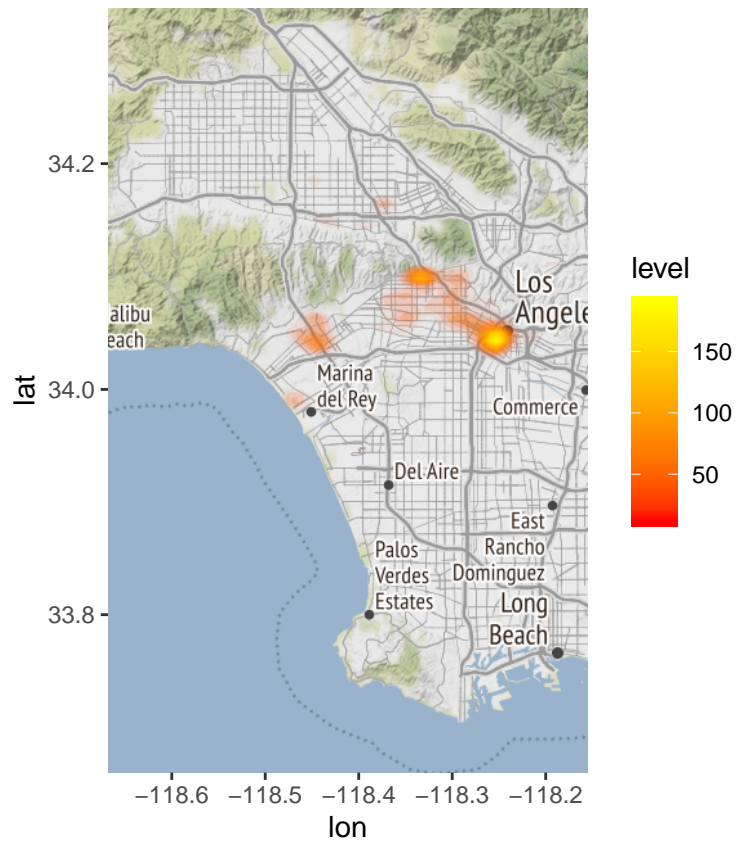 34.2
34.0
33.8
lat
−118.6
−118.5
−118.4
−118.3
−118.2
lon
level
150
100
50
Los
Angele
alibu
each
Marina
del Rey
Commerce
Del Aire
East
Rancho
Dominguez
Palos
Verdes
Estates
Long
Beach